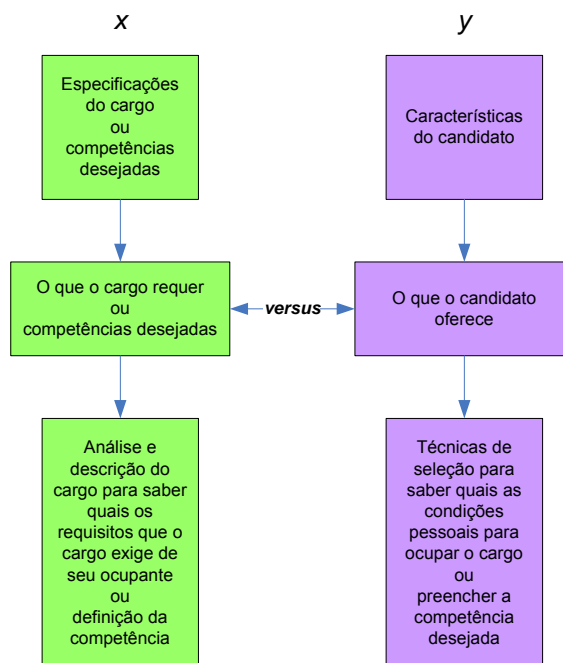 x
y
Especificações
do cargo
ou
competências
desejadas
Características
do candidato
O que o cargo requer
ou
competências desejadas
versus
O que o candidato
oferece
Análise e
descrição do
cargo para saber
quais os
requisitos que o
cargo exige de
seu ocupante
ou
definição da
competência
Técnicas de
seleção para
saber quais as
condições
pessoais para
ocupar o cargo
ou
preencher a
competência
desejada